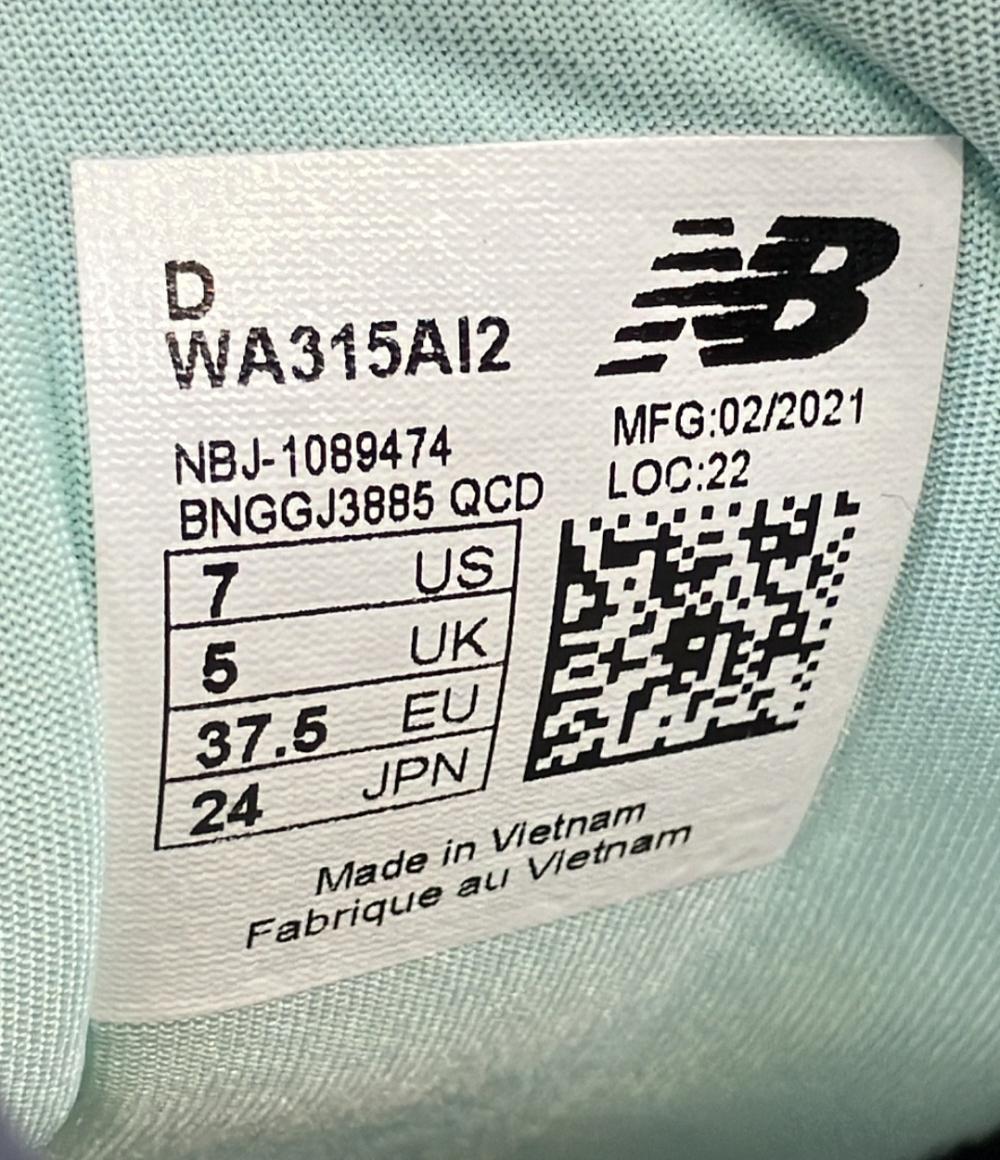 D
WA315AI2
NB
NBJ-1089474
BNGGJ3885 QCD
MFG:02/2021
LOC:22
7 US
5 UK
37.5 EU
24 JPN
Made in Vietnam
Fabrique au Vietnam